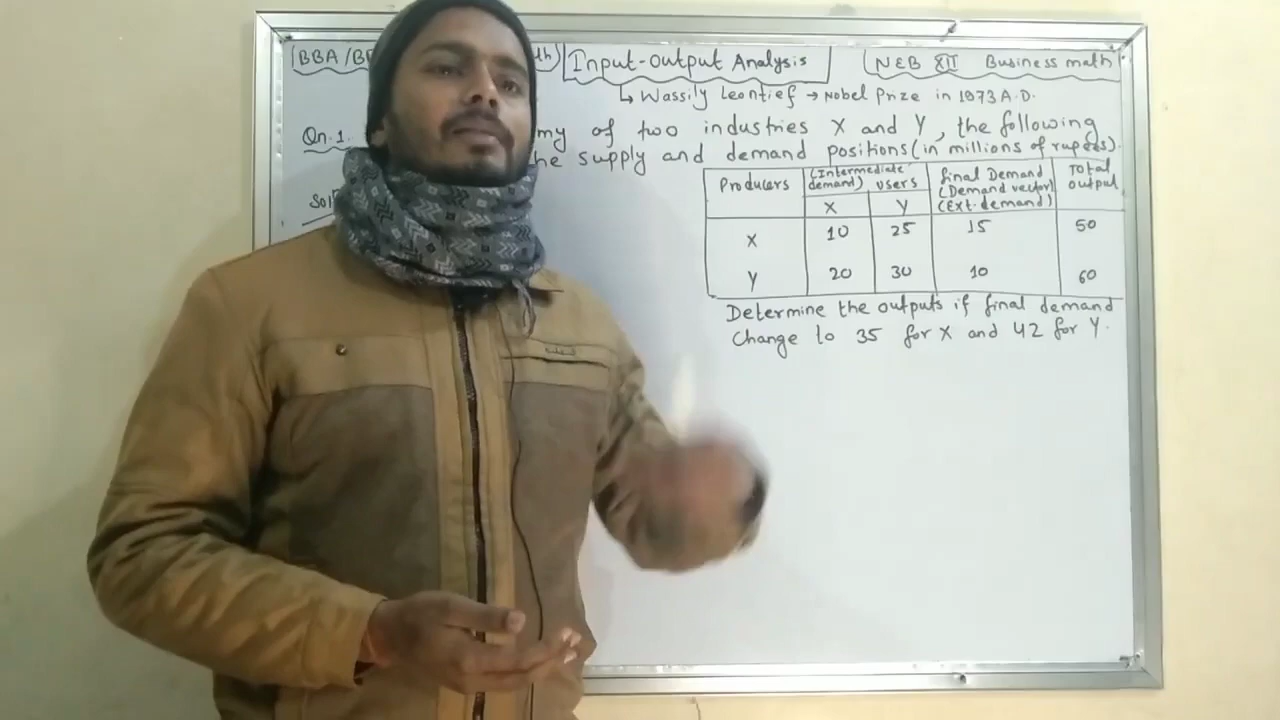 BBA /BB th) Input-output Analysis NEB XII Business math
↳ Wassily Leontief → Nobel Prize in 1973 A.D.
Qn.1. my of two industries X and Y, the following
he supply and demand positions (in millions of rupees).
Producers (Intermediate demand) users Final Demand (Demand vector) (Ext. demand) Total output
X Y
X 10 25 15 50
Y 20 30 10 60
Determine the outputs if final demand
change to 35 for X and 42 for Y.
Sol